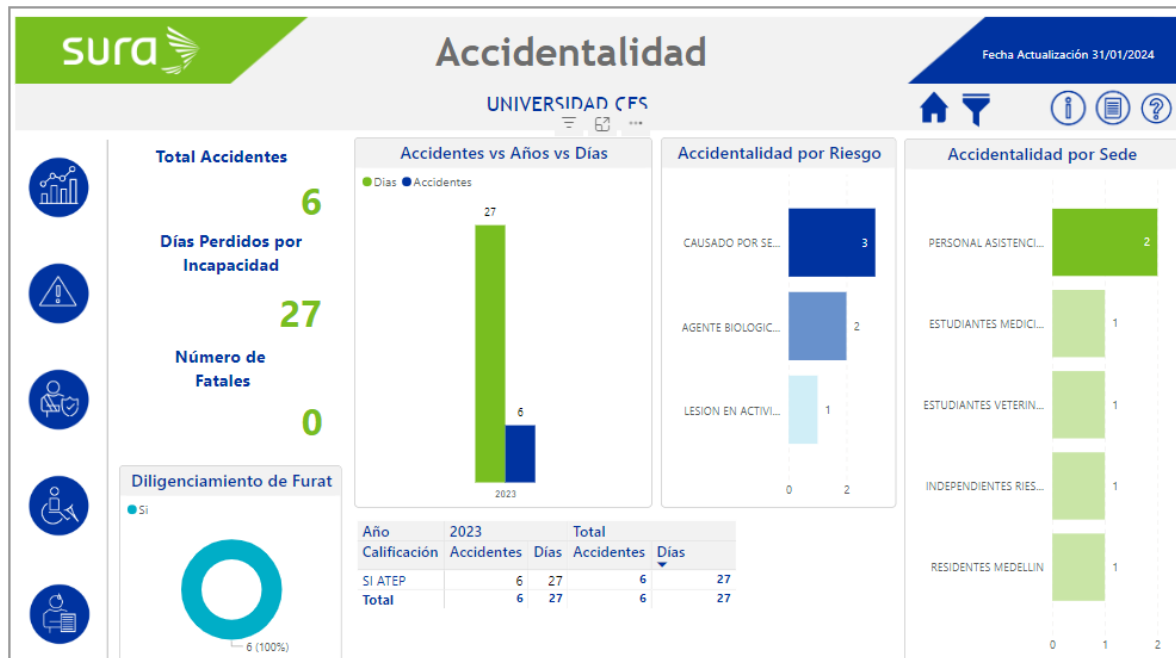 sura
Accidentalidad
Fecha Actualización 31/01/2024
UNIVERSIDAD CES
Total Accidentes
6
Días Perdidos por
Incapacidad
27
Número de
Fatales
0
Diligenciamiento de Furat
Si
6 (100%)
Accidentes vs Años vs Días
Dias Accidentes
27
6
2023
Año 2023 Total
Calificación Accidentes Días Accidentes Días
SI ATEP 6 27 6 27
Total 6 27 6 27
Accidentalidad por Riesgo
CAUSADO POR SE... 3
AGENTE BIOLOGIC... 2
LESION EN ACTIVI... 1
0 2
Accidentalidad por Sede
PERSONAL ASISTENCI... 2
ESTUDIANTES MEDICI... 1
ESTUDIANTES VETERIN... 1
INDEPENDIENTES RIES... 1
RESIDENTES MEDELLIN 1
0 1 2